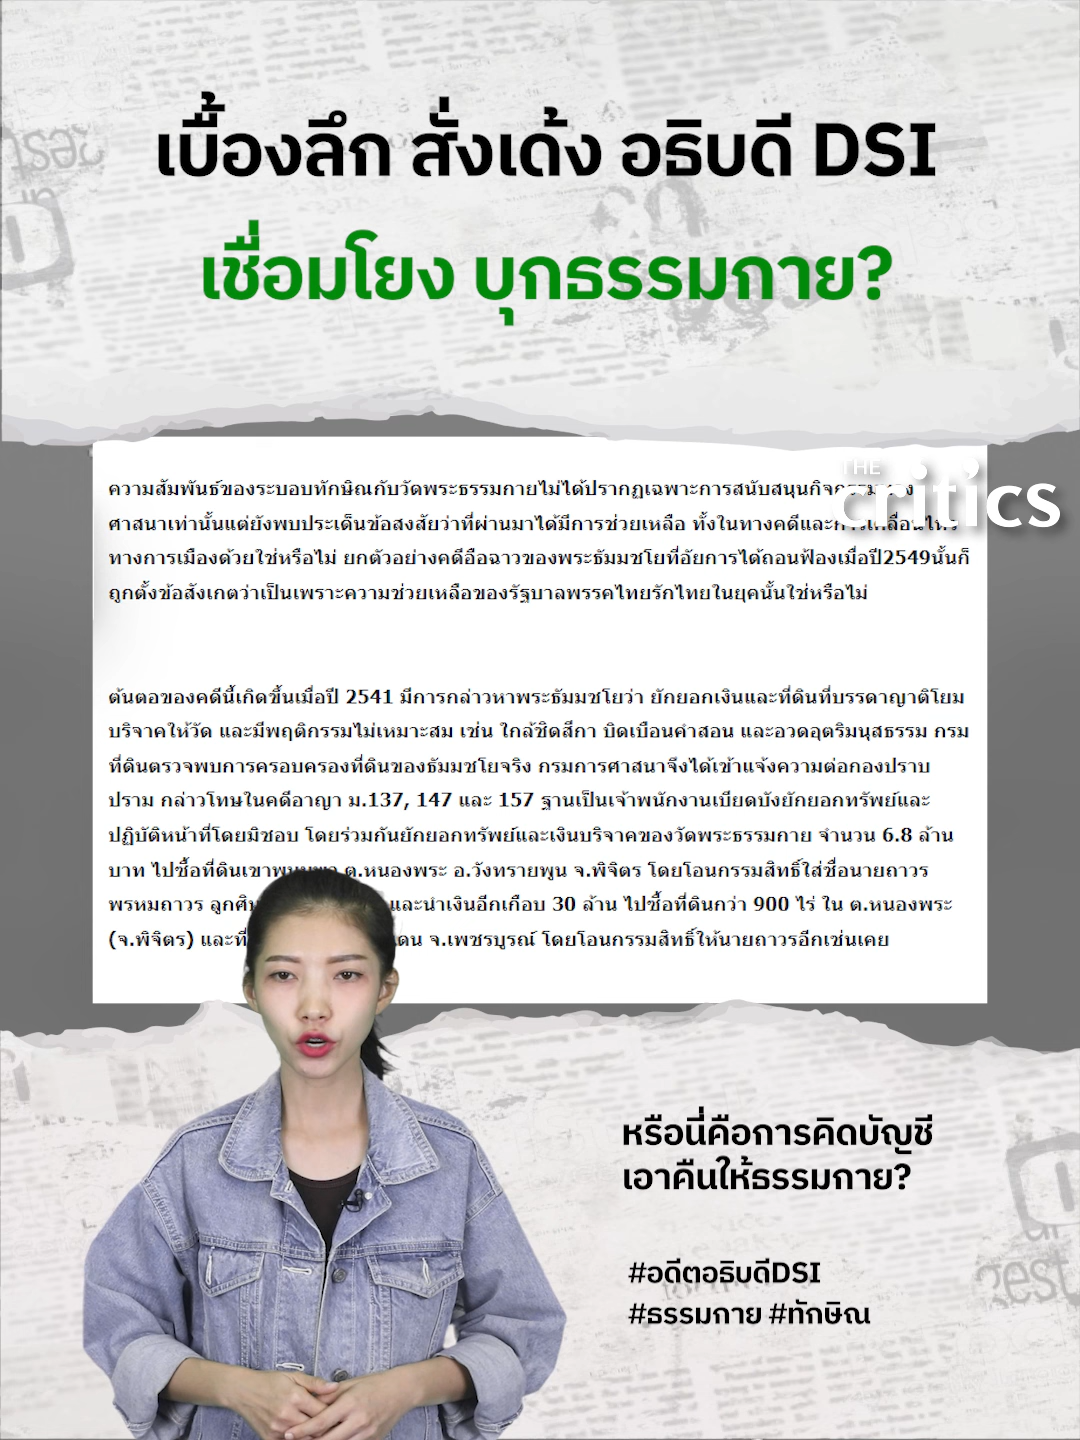 เบื้องลึก สั่งเด้ง อธิบดี DSI
เชื่อมโยง บุกธรรมกาย?
THE
critics
ความสัมพันธ์ของระบอบทักษิณกับวัดพระธรรมกายไม่ได้ปรากฏเฉพาะการสนับสนุนกิจกรรม
ศาสนาเท่านั้นแต่ยังพบประเด็นข้อสงสัยว่าที่ผ่านมาได้มีการช่วยเหลือ ทั้งในทางคดีและการเคลื่อนไหว
ทางการเมืองด้วยใช่หรือไม่ ยกตัวอย่างคดีอื้อฉาวของพระธัมมชโยที่อัยการได้ถอนฟ้องเมื่อปี2549นั้นก็
ถูกตั้งข้อสังเกตว่าเป็นเพราะความช่วยเหลือของรัฐบาลพรรคไทยรักไทยในยุคนั้นใช่หรือไม่
ต้นตอของคดีนี้เกิดขึ้นเมื่อปี 2541 มีการกล่าวหาพระธัมมชโยว่า ยักยอกเงินและที่ดินที่บรรดาญาติโยม
บริจาคให้วัด และมีพฤติกรรมไม่เหมาะสม เช่น ใกล้ชิดสีกา บิดเบือนคำสอน และอวดอุตริมนุสธรรม กรม
ที่ดินตรวจพบการครอบครองที่ดินของธัมมชโยจริง กรมการศาสนาจึงได้เข้าแจ้งความต่อกองปราบ
ปราม กล่าวโทษในคดีอาญา ม.137, 147 และ 157 ฐานเป็นเจ้าพนักงานเบียดบังยักยอกทรัพย์และ
ปฏิบัติหน้าที่โดยมิชอบ โดยร่วมกันยักยอกทรัพย์และเงินบริจาคของวัดพระธรรมกาย จำนวน 6.8 ล้าน
บาท ไปซื้อที่ดินเขาพนมพา ต.หนองพระ อ.วังทรายพูน จ.พิจิตร โดยโอนกรรมสิทธิ์ใส่ชื่อนายถาวร
พรหมถาวร ลูกศิษ และนำเงินอีกเกือบ 30 ล้าน ไปซื้อที่ดินกว่า 900 ไร่ ใน ต.หนองพระ
(จ.พิจิตร) และที่ แดน จ.เพชรบูรณ์ โดยโอนกรรมสิทธิ์ให้นายถาวรอีกเช่นเคย
หรือนี่คือการคิดบัญชี
เอาคืนให้ธรรมกาย?
#อดีตอธิบดีDSI
#ธรรมกาย #ทักษิณ